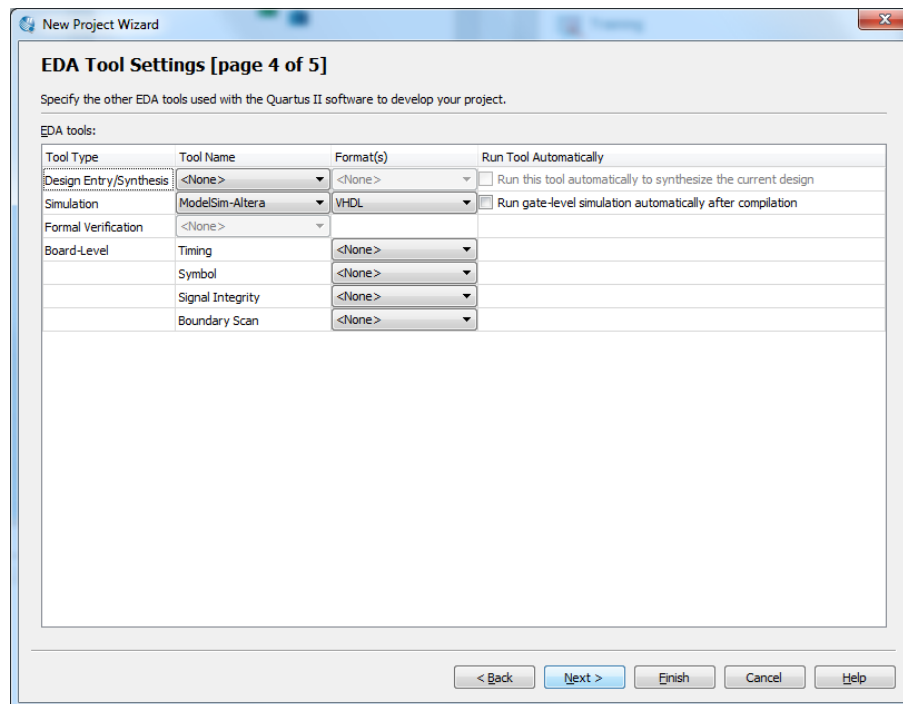 New Project Wizard
EDA Tool Settings [page 4 of 5]
Specify the other EDA tools used with the Quartus II software to develop your project.
EDA tools:
Tool Type Tool Name Format(s) Run Tool Automatically
Design Entry/Synthesis <None> <None> Run this tool automatically to synthesize the current design
Simulation ModelSim-Altera VHDL Run gate-level simulation automatically after compilation
Formal Verification <None>
Board-Level Timing <None>
Symbol <None>
Signal Integrity <None>
Boundary Scan <None>
< Back Next > Finish Cancel Help